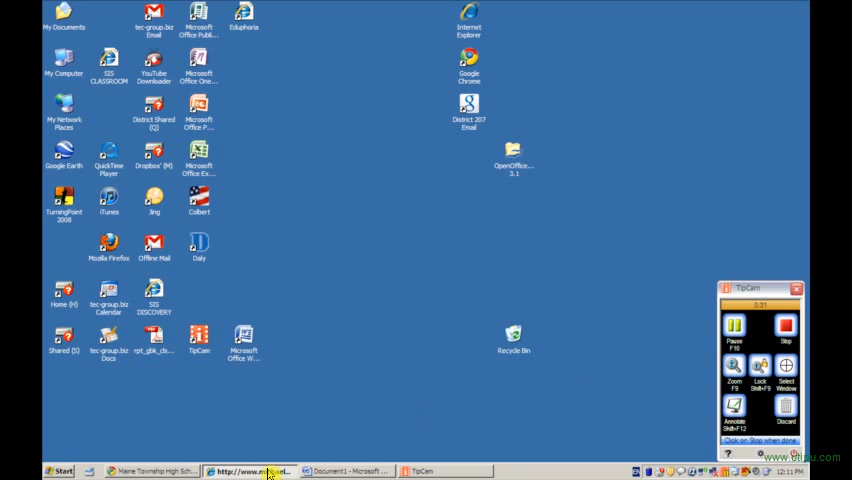 My Documents
tec-group.biz
Email
Microsoft
Office Publi...
Eduphoria
Internet
Explorer
My Computer
SIS
CLASSROOM
YouTube
Downloader
Microsoft
Office One...
Google
Chrome
My Network
Places
District Shared
(Q)
Microsoft
Office P...
District 207
Email
Google Earth
QuickTime
Player
Dropbox' (M)
Microsoft
Office Ex...
OpenOffice...
3.1
TurningPoint
2008
iTunes
Jing
Colbert
Mozilla Firefox
Offline Mail
Daly
Home (H)
tec-group.biz
Calendar
SIS
DISCOVERY
Shared (S)
tec-group.biz
Docs
rpt_gbk_cls...
TipCam
Microsoft
Office W...
Recycle Bin
TipCam
0:31
Pause
F10
Stop
Zoom
F9
Lock
Shift+F9
Select
Window
Annotate
Shift+F12
Discard
Click on Stop when done
?
www.utipu.com
Start
Maine Township High Sch...
Document1 - Microsoft ...
TipCam
12:11 PM